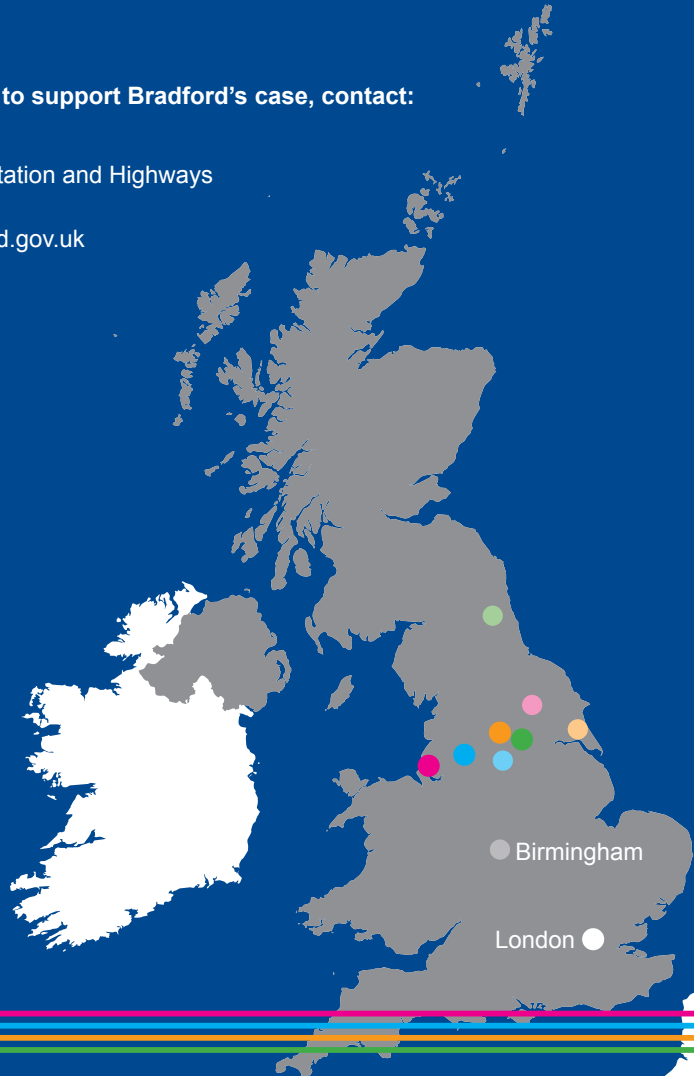 to support Bradford's case, contact:
tation and Highways
d.gov.uk
Birmingham
London